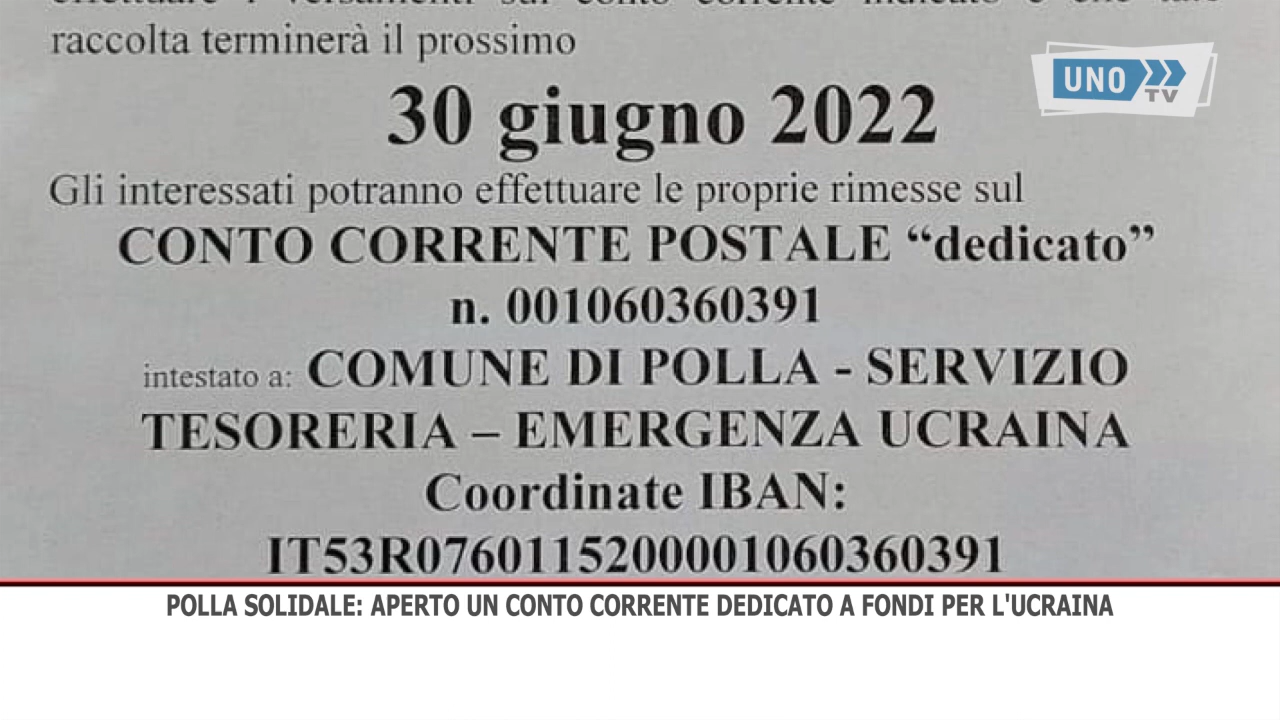 raccolta terminerà il prossimo
UNO TV
30 giugno 2022
Gli interessati potranno effettuare le proprie rimesse sul
CONTO CORRENTE POSTALE “dedicato”
n. 001060360391
intestato a: COMUNE DI POLLA - SERVIZIO
TESORERIA – EMERGENZA UCRAINA
Coordinate IBAN:
IT53R0760115200001060360391
POLLA SOLIDALE: APERTO UN CONTO CORRENTE DEDICATO A FONDI PER L'UCRAINA